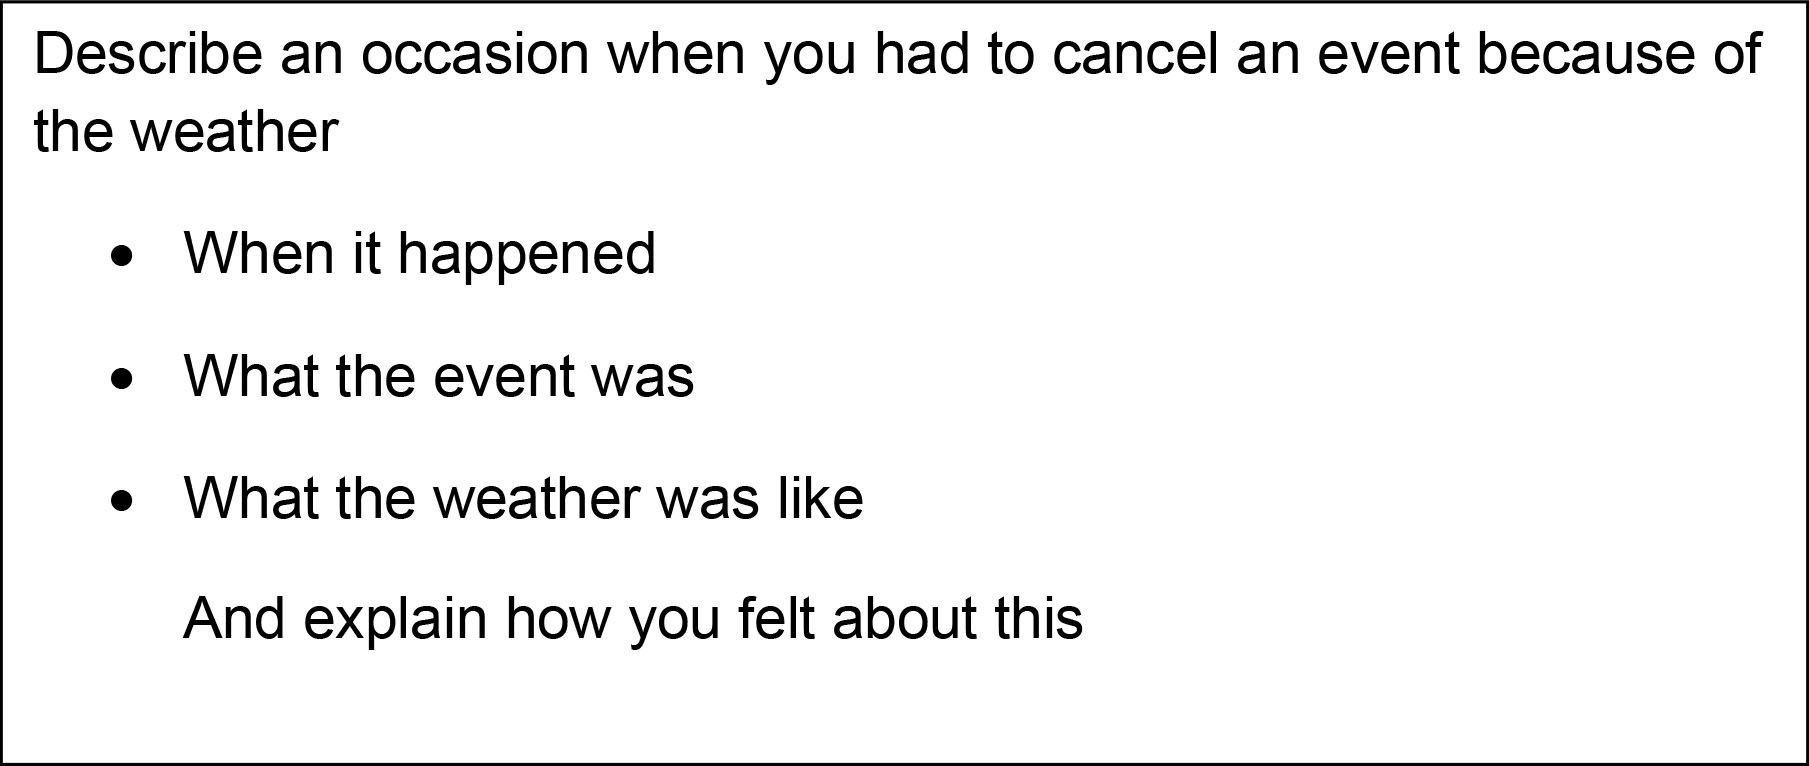 Describe an occasion when you had to cancel an event because of
the weather
• When it happened
• What the event was
• What the weather was like
And explain how you felt about this